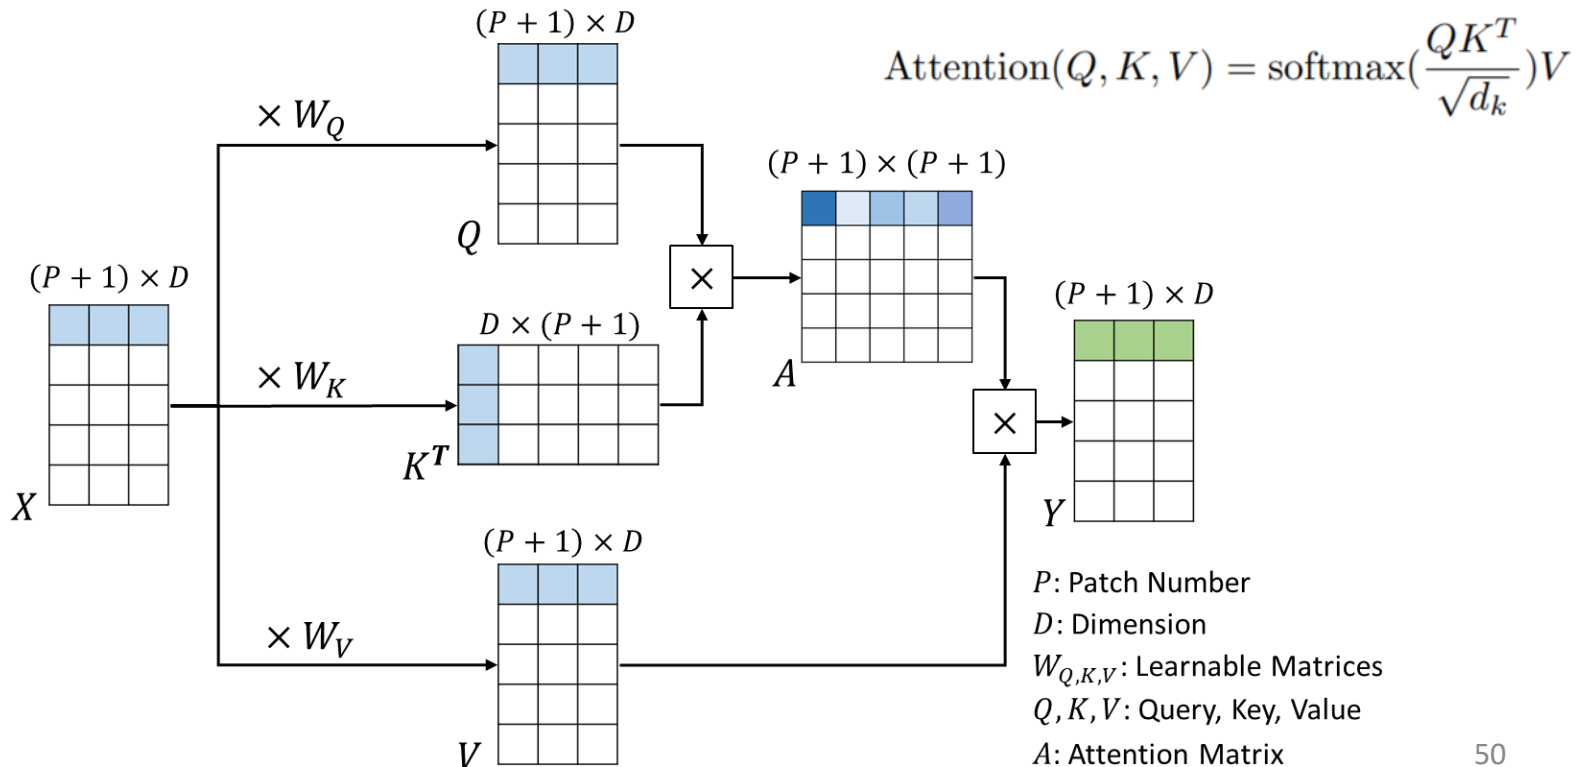 (P + 1) × D
Attention(Q, K, V) = softmax(QK^T/√d_k)V
× W_Q
Q
(P + 1) × (P + 1)
A
(P + 1) × D
X
× W_K
D × (P + 1)
K^T
×
(P + 1) × D
Y
×
(P + 1) × D
× W_V
V
P: Patch Number
D: Dimension
W_{Q,K,V}: Learnable Matrices
Q, K, V: Query, Key, Value
A: Attention Matrix
50